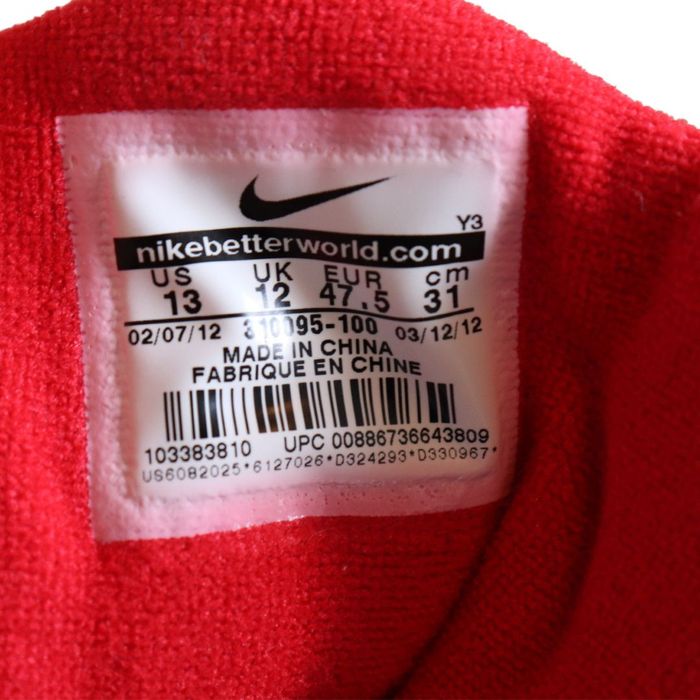 Y3
nikebetterworld.com
US UK EUR cm
13 12 47.5 31
02/07/12 310095-100 03/12/12
MADE IN CHINA
FABRIQUE EN CHINE
103383810 UPC 00886736643809
US6082025*6127026*D324293*D330967*